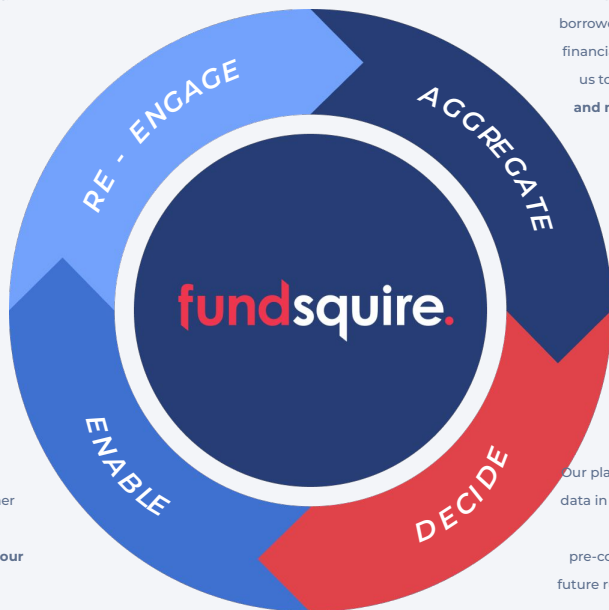 borrowe
financi
us to
and r
RE - ENGAGE
AGGREGATE
fundsquire.
ENABLE
DECIDE
Our pla
data in
pre-co
future r
ner
our